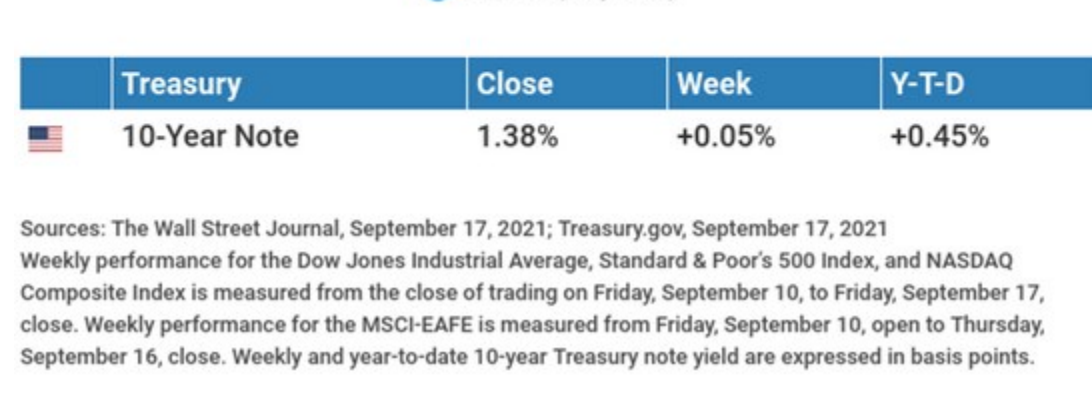 Treasury Close Week Y-T-D
10-Year Note 1.38% +0.05% +0.45%
Sources: The Wall Street Journal, September 17, 2021; Treasury.gov, September 17, 2021
Weekly performance for the Dow Jones Industrial Average, Standard & Poor's 500 Index, and NASDAQ
Composite Index is measured from the close of trading on Friday, September 10, to Friday, September 17,
close. Weekly performance for the MSCI-EAFE is measured from Friday, September 10, open to Thursday,
September 16, close. Weekly and year-to-date 10-year Treasury note yield are expressed in basis points.